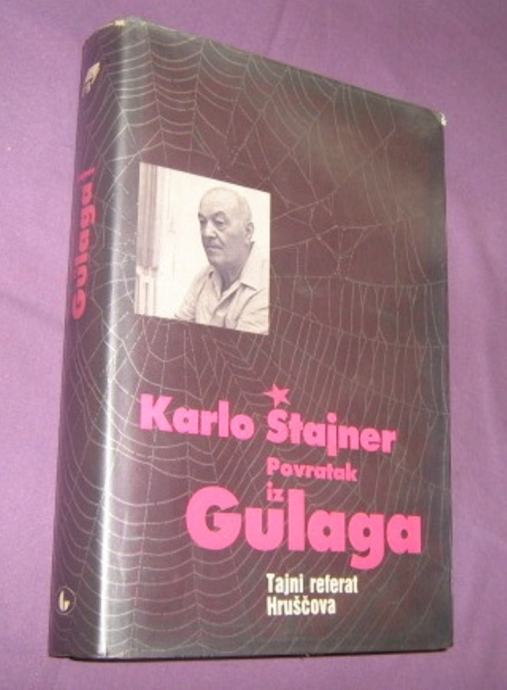 Gulaga!
Karlo Štajner
Povratak
iz
Gulaga
Tajni referat
Hruščova